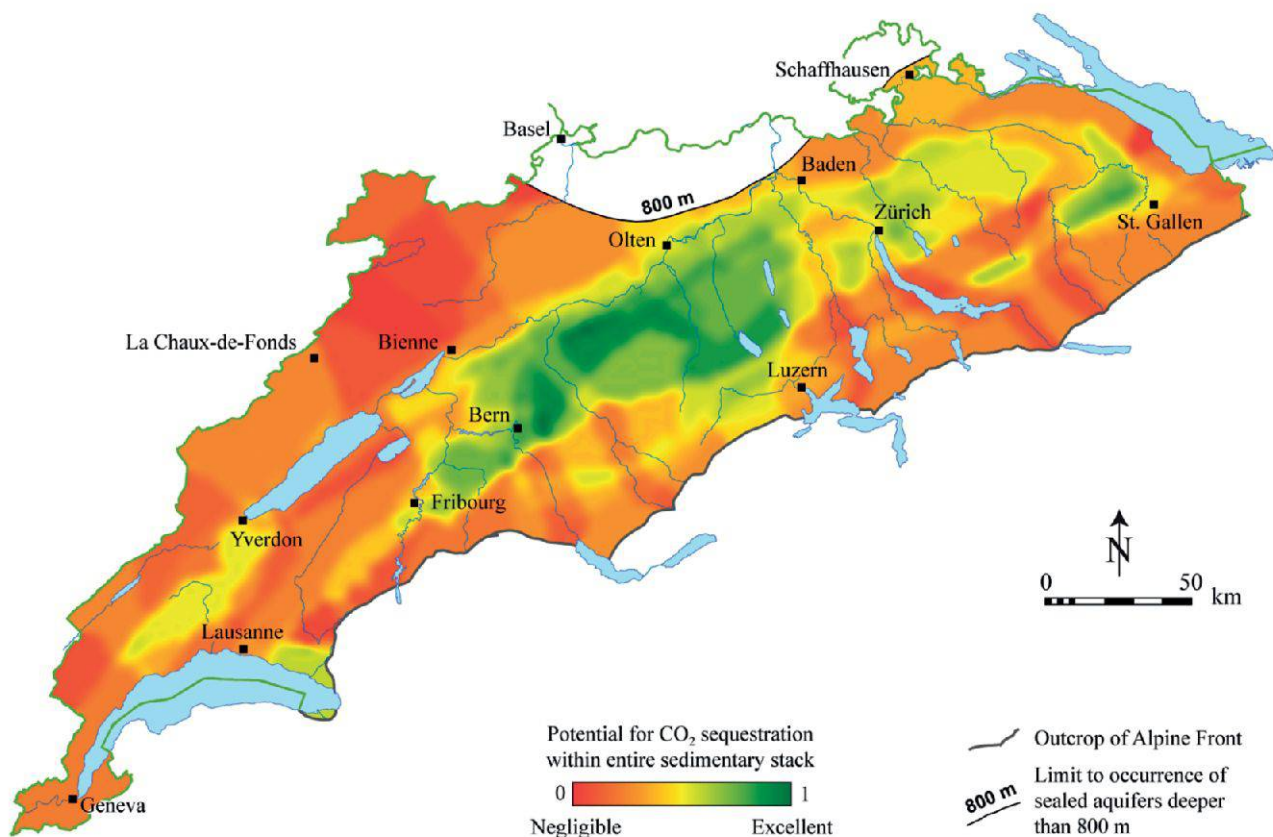 Schaffhausen
Basel
Baden
800 m
Zürich
Olten
St. Gallen
La Chaux-de-Fonds
Bienne
Luzern
Bern
Fribourg
Yverdon
N
0 50
km
Lausanne
Geneva
Potential for CO₂ sequestration
within entire sedimentary stack
0 1
Negligible Excellent
Outcrop of Alpine Front
800 m
Limit to occurrence of
sealed aquifers deeper
than 800 m